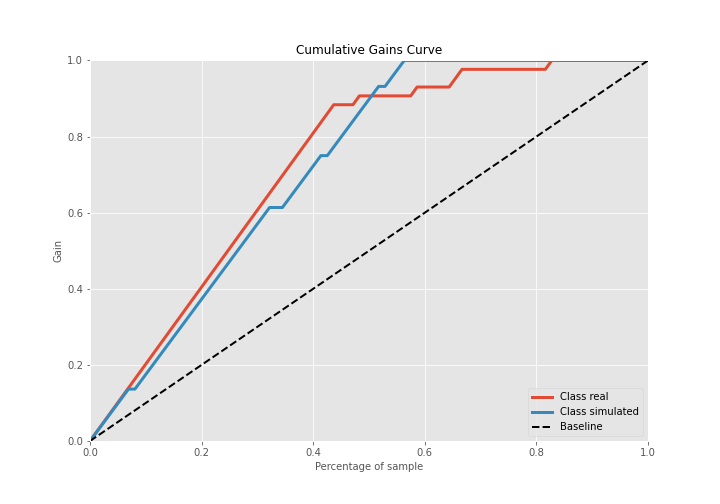 Cumulative Gains Curve
1.0
0.8
0.6
0.4
0.2
0.0
Gain
0.0 0.2 0.4 0.6 0.8 1.0
Percentage of sample
Class real
Class simulated
Baseline